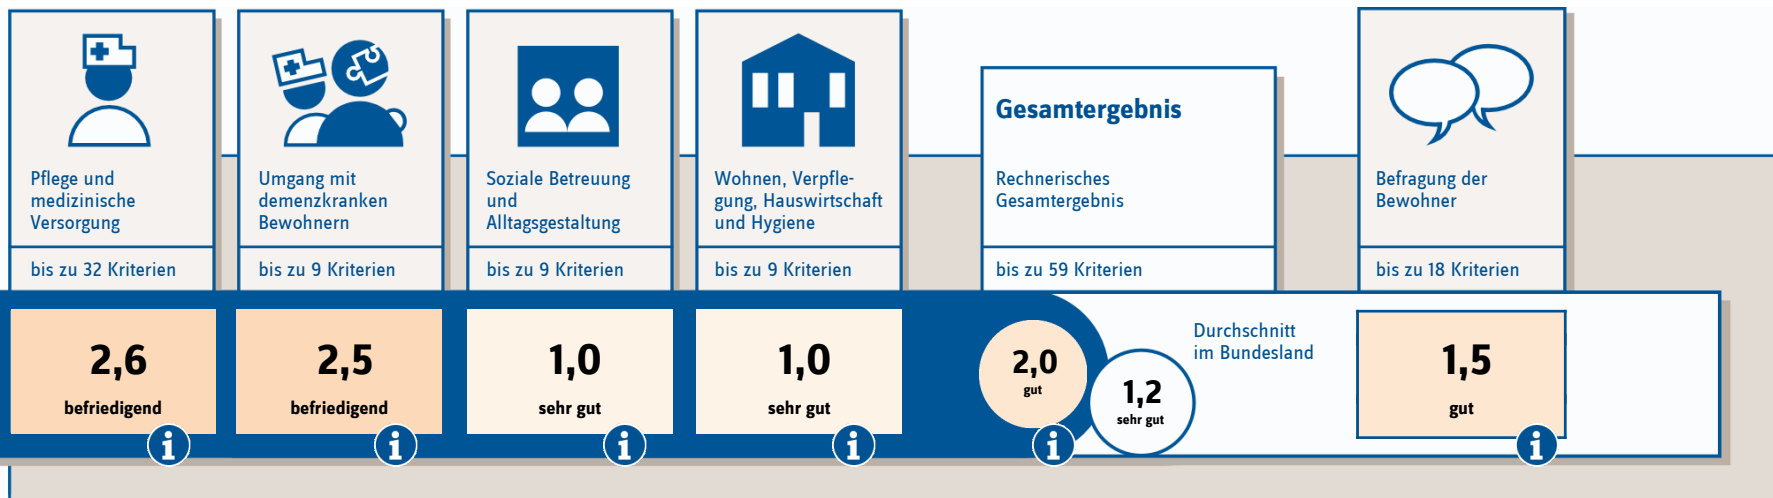 Pflege und
medizinische
Versorgung
bis zu 32 Kriterien
2,6
befriedigend
Umgang mit
demenzkranken
Bewohnern
bis zu 9 Kriterien
2,5
befriedigend
Soziale Betreuung
und
Alltagsgestaltung
bis zu 9 Kriterien
1,0
sehr gut
Wohnen, Verpfle-
gung, Hauswirtschaft
und Hygiene
bis zu 9 Kriterien
1,0
sehr gut
Gesamtergebnis
Rechnerisches
Gesamtergebnis
bis zu 59 Kriterien
2,0
gut
1,2
sehr gut
Durchschnitt
im Bundesland
Befragung der
Bewohner
bis zu 18 Kriterien
1,5
gut